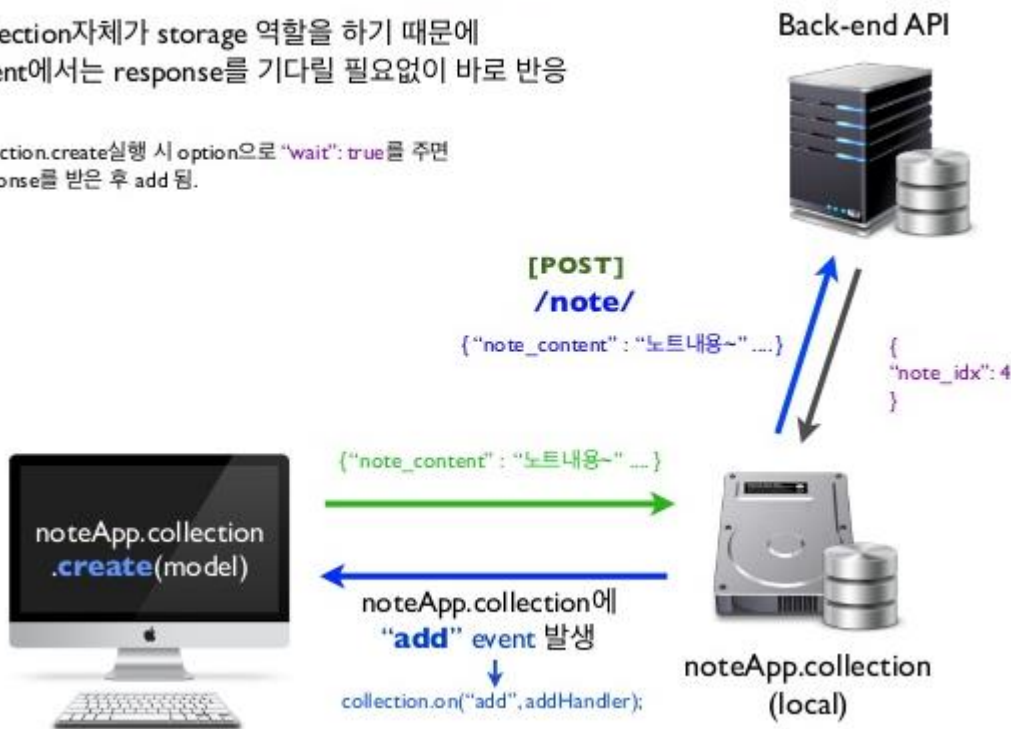 ection자체가 storage 역할을 하기 때문에
ent에서는 response를 기다릴 필요없이 바로 반응
ction.create실행 시 option으로 “wait”: true를 주면
onse를 받은 후 add 됨.
Back-end API
[POST]
/note/
{“note_content” : “노트내용~” ....}
{
“note_idx”: 4
}
{“note_content” : “노트내용~” .... }
noteApp.collection
.create(model)
noteApp.collection에
“add” event 발생
collection.on(“add”, addHandler);
noteApp.collection
(local)